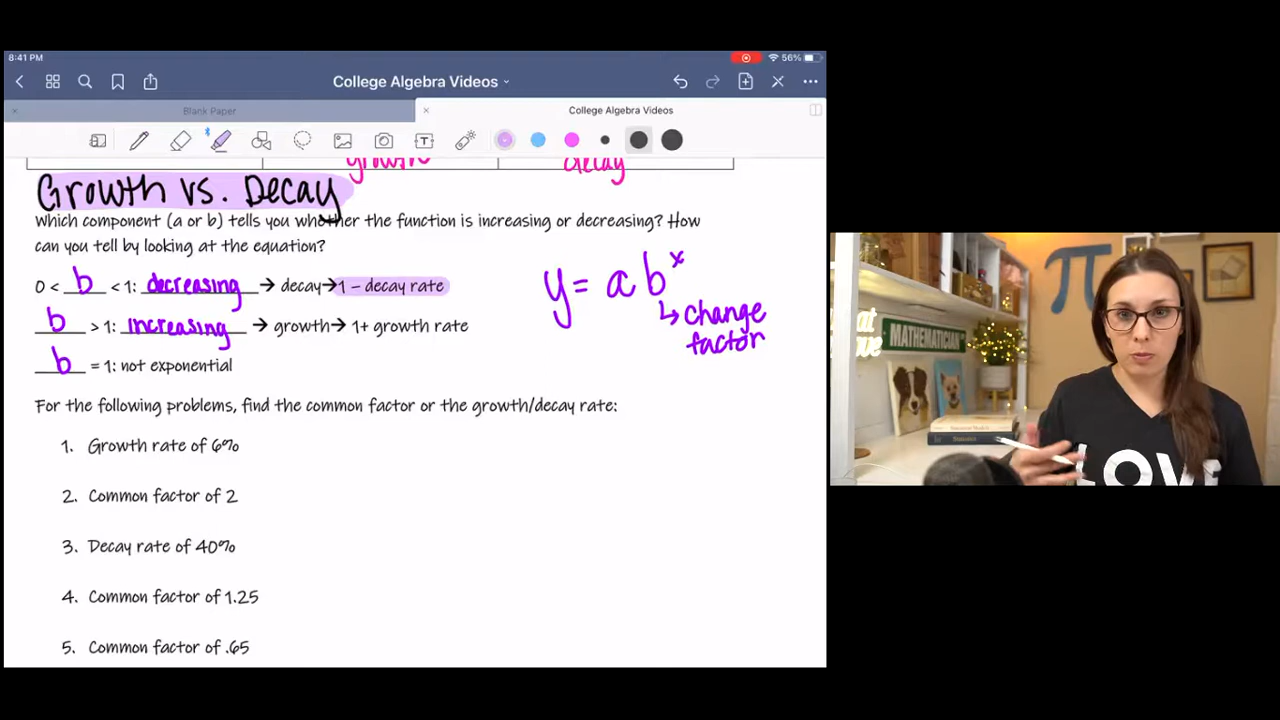 8:41 PM
56%
College Algebra Videos
Blank Paper
College Algebra Videos
growth
decay
Growth vs. Decay
Which component (a or b) tells you whether the function is increasing or decreasing? How
can you tell by looking at the equation?
0 < b < 1: decreasing → decay→1 – decay rate
b > 1: increasing → growth→ 1+ growth rate
b = 1: not exponential
y = abˣ
↳ change
factor
For the following problems, find the common factor or the growth/decay rate:
1. Growth rate of 6%
2. Common factor of 2
3. Decay rate of 40%
4. Common factor of 1.25
5. Common factor of .65
MATHEMATICIAN
π
LOVE